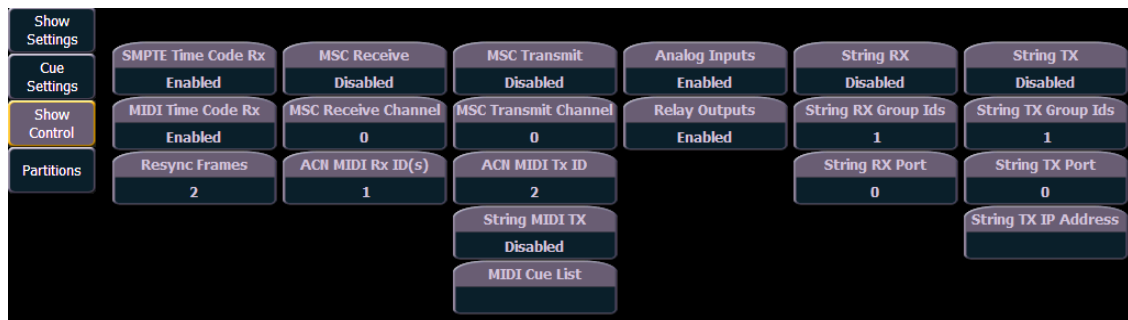 Show
Settings
Cue
Settings
Show
Control
Partitions
SMPTE Time Code Rx
Enabled
MIDI Time Code Rx
Enabled
Resync Frames
2
MSC Receive
Disabled
MSC Receive Channel
0
ACN MIDI Rx ID(s)
1
MSC Transmit
Disabled
MSC Transmit Channel
0
ACN MIDI Tx ID
2
String MIDI TX
Disabled
MIDI Cue List
Analog Inputs
Enabled
Relay Outputs
Enabled
String RX
Disabled
String RX Group Ids
1
String RX Port
0
String TX
Disabled
String TX Group Ids
1
String TX Port
0
String TX IP Address